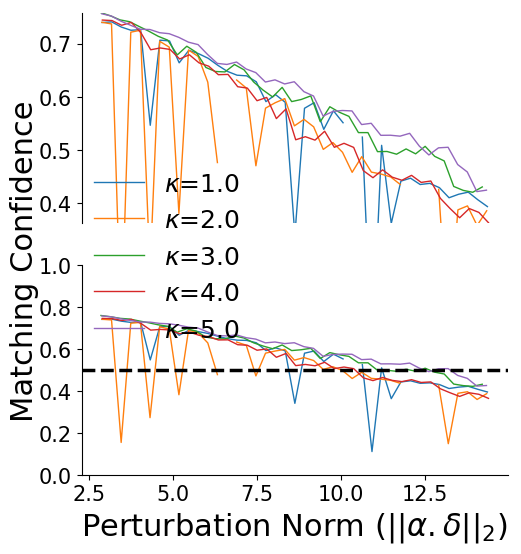 0.7
0.6
0.5
0.4
κ=1.0
κ=2.0
κ=3.0
κ=4.0
κ=5.0
Matching Confidence
1.0
0.8
0.6
0.4
0.2
0.0
2.5 5.0 7.5 10.0 12.5
Perturbation Norm (||α.δ||₂)